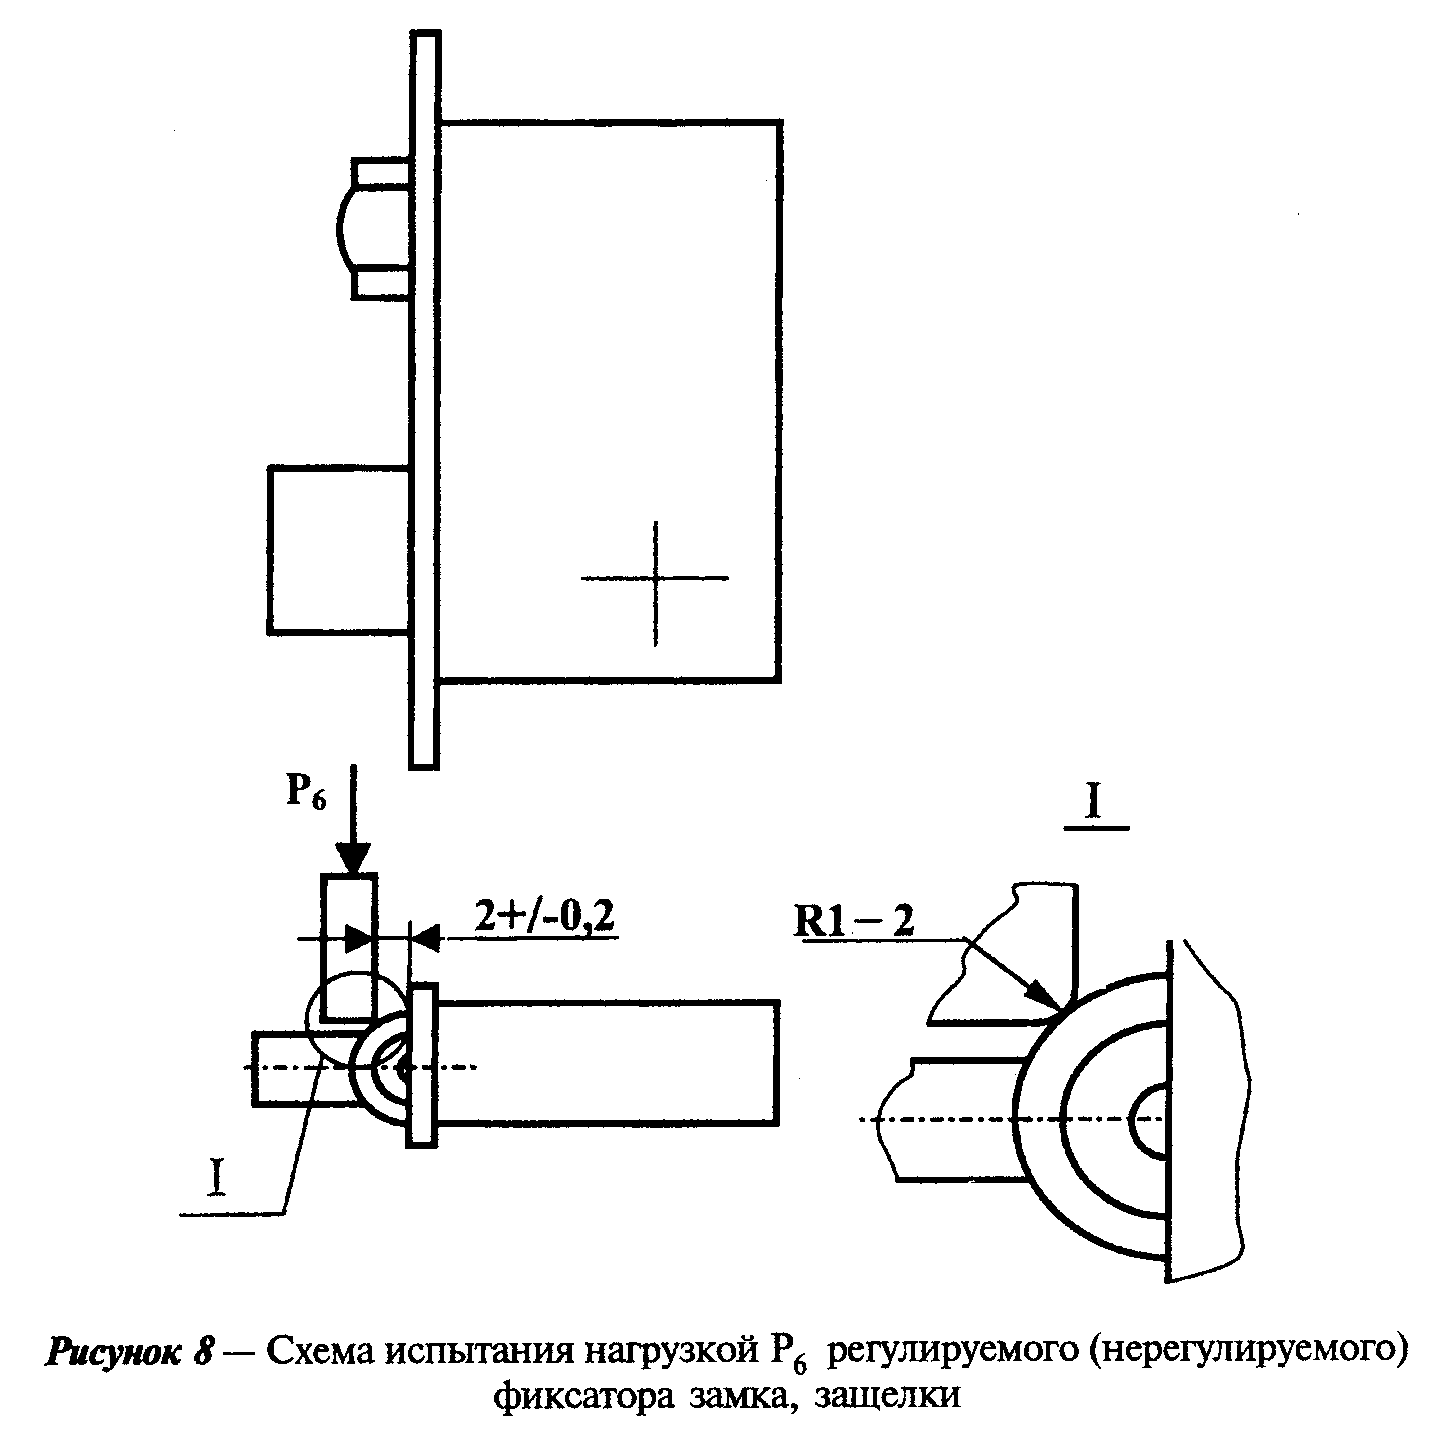 P₆
I
2+/-0,2
R1 – 2
I
Рисунок 8 — Схема испытания нагрузкой P₆ регулируемого (нерегулируемого)
фиксатора замка, защелки